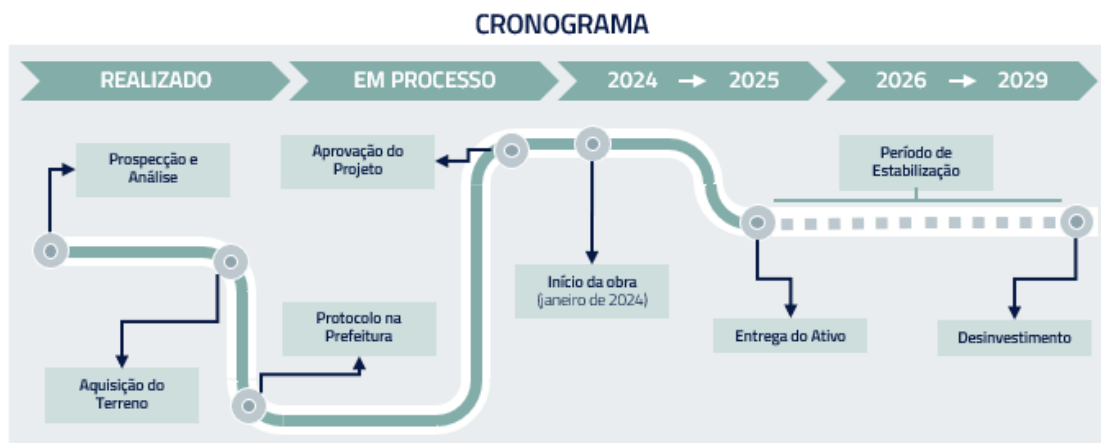 CRONOGRAMA
REALIZADO
EM PROCESSO
2024 → 2025
2026 → 2029
Prospecção e
Análise
Aquisição do
Terreno
Protocolo na
Prefeitura
Aprovação do
Projeto
Início da obra
(janeiro de 2024)
Entrega do Ativo
Período de
Estabilização
Desinvestimento